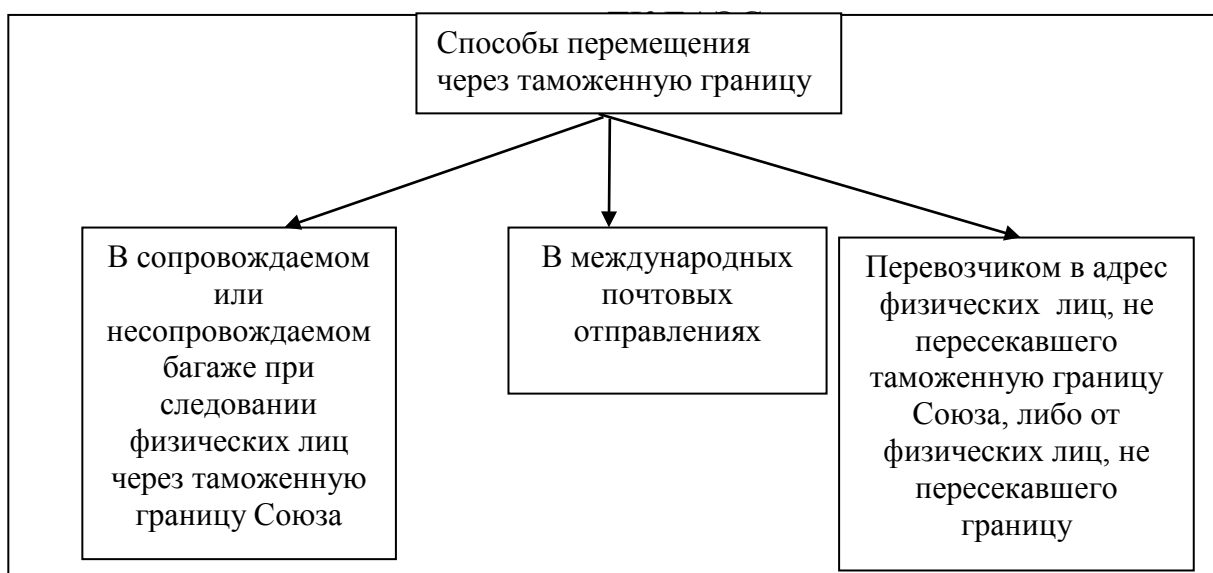 Способы перемещения
через таможенную границу
В сопровождаемом
или
несопровождаемом
багаже при
следовании
физических лиц
через таможенную
границу Союза
В международных
почтовых
отправлениях
Перевозчиком в адрес
физических лиц, не
пересекавшего
таможенную границу
Союза, либо от
физических лиц, не
пересекавшего
границу